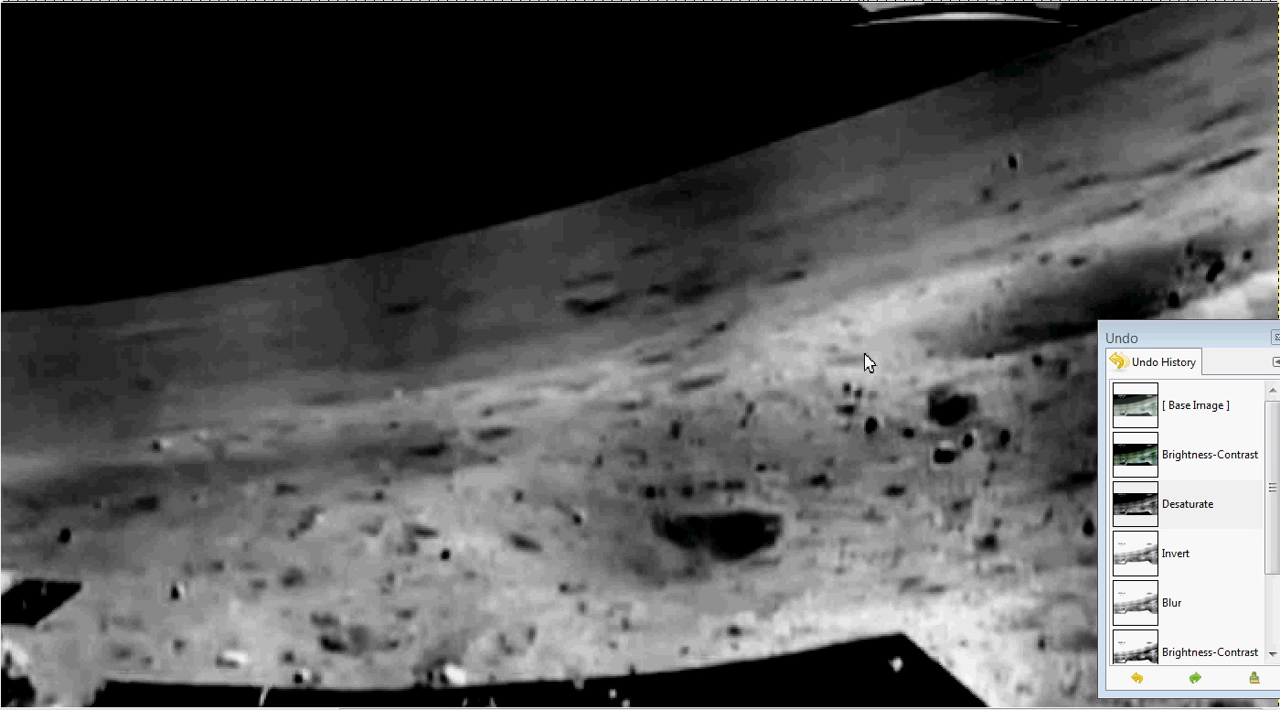 Undo
Undo History
[ Base Image ]
Brightness-Contrast
Desaturate
Invert
Blur
Brightness-Contrast